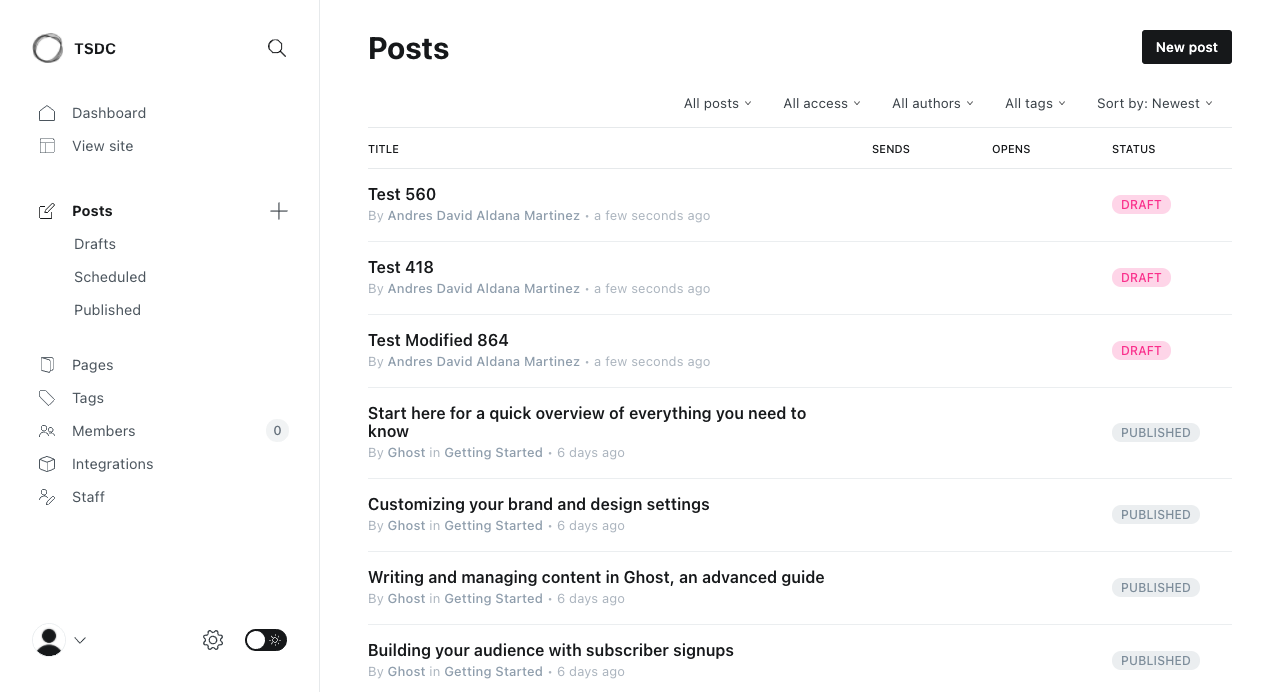 TSDC
Dashboard
View site
Posts
Drafts
Scheduled
Published
Pages
Tags
Members 0
Integrations
Staff
Posts
New post
All posts All access All authors All tags Sort by: Newest
TITLE SENDS OPENS STATUS
Test 560
By Andres David Aldana Martinez • a few seconds ago
DRAFT
Test 418
By Andres David Aldana Martinez • a few seconds ago
DRAFT
Test Modified 864
By Andres David Aldana Martinez • a few seconds ago
DRAFT
Start here for a quick overview of everything you need to
know
By Ghost in Getting Started • 6 days ago
PUBLISHED
Customizing your brand and design settings
By Ghost in Getting Started • 6 days ago
PUBLISHED
Writing and managing content in Ghost, an advanced guide
By Ghost in Getting Started • 6 days ago
PUBLISHED
Building your audience with subscriber signups
By Ghost in Getting Started • 6 days ago
PUBLISHED